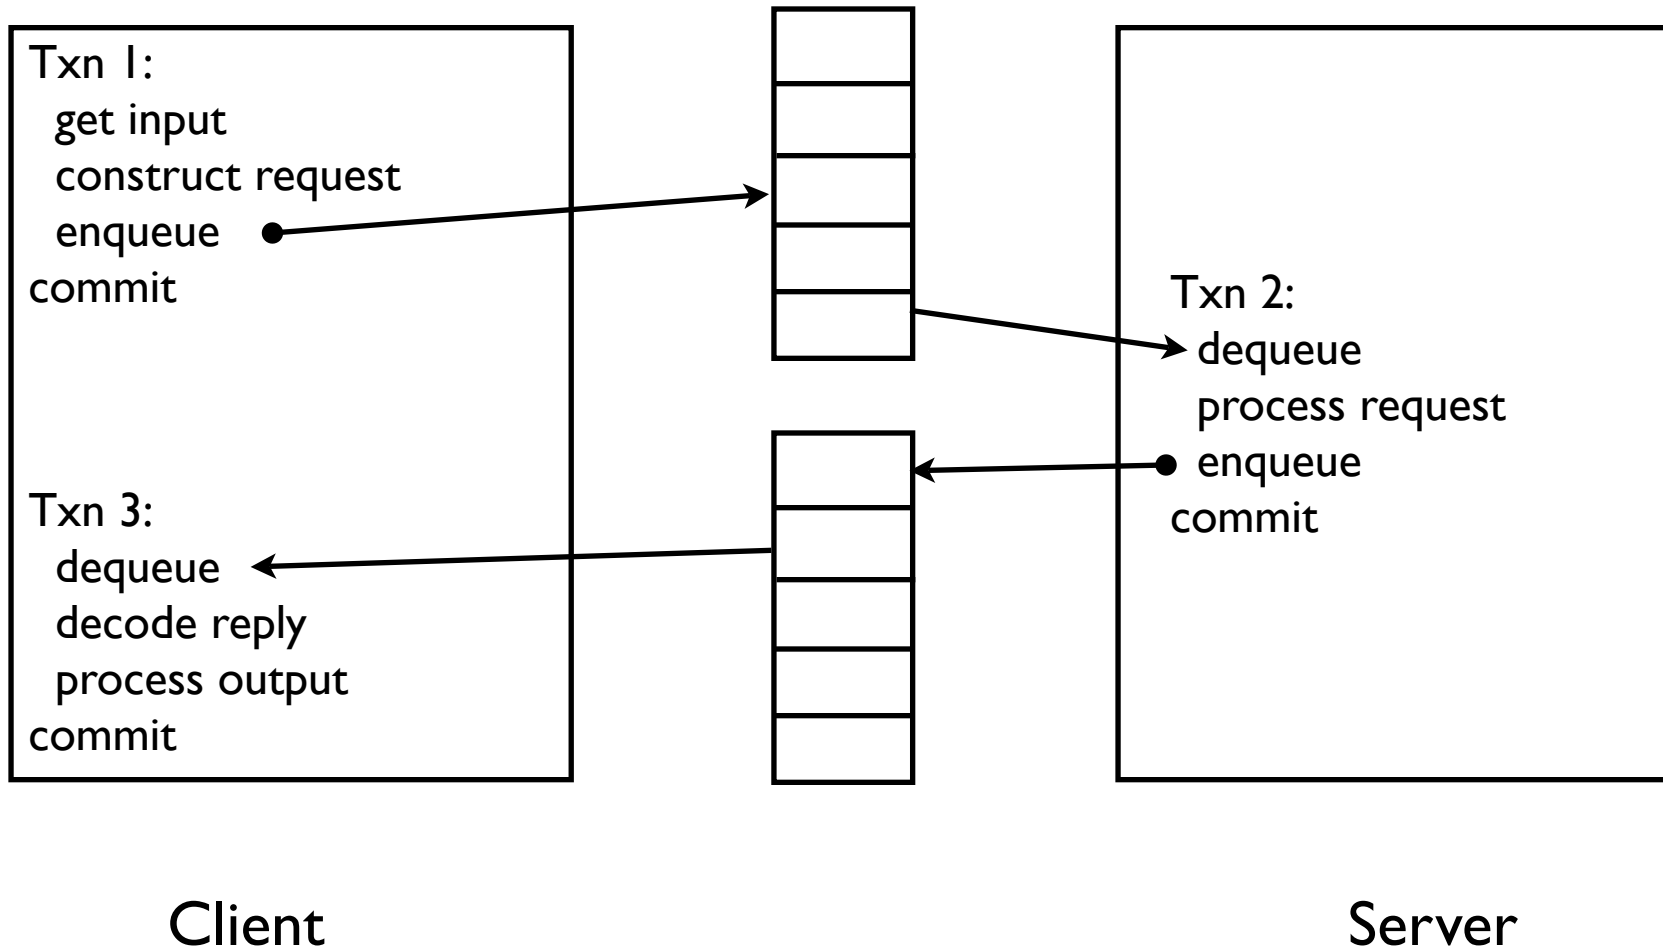 Txn 1:
get input
construct request
enqueue
commit
Txn 3:
dequeue
decode reply
process output
commit
Txn 2:
dequeue
process request
enqueue
commit
Client
Server